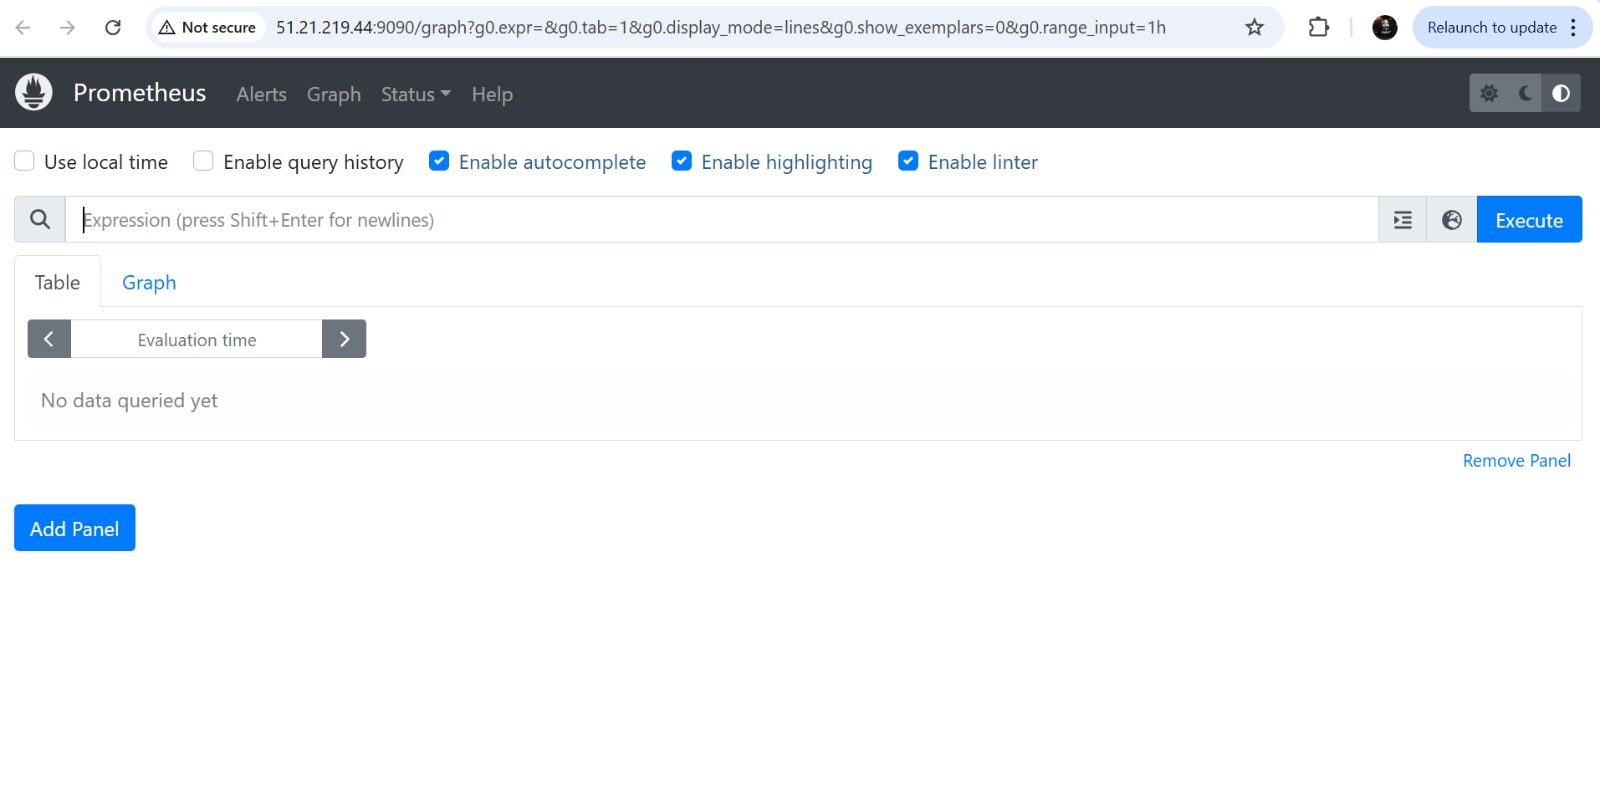 Not secure 51.21.219.44:9090/graph?g0.expr=&g0.tab=1&g0.display_mode=lines&g0.show_exemplars=0&g0.range_input=1h Relaunch to update
Prometheus Alerts Graph Status Help
Use local time Enable query history Enable autocomplete Enable highlighting Enable linter
Expression (press Shift+Enter for newlines) Execute
Table Graph
Evaluation time
No data queried yet
Remove Panel
Add Panel